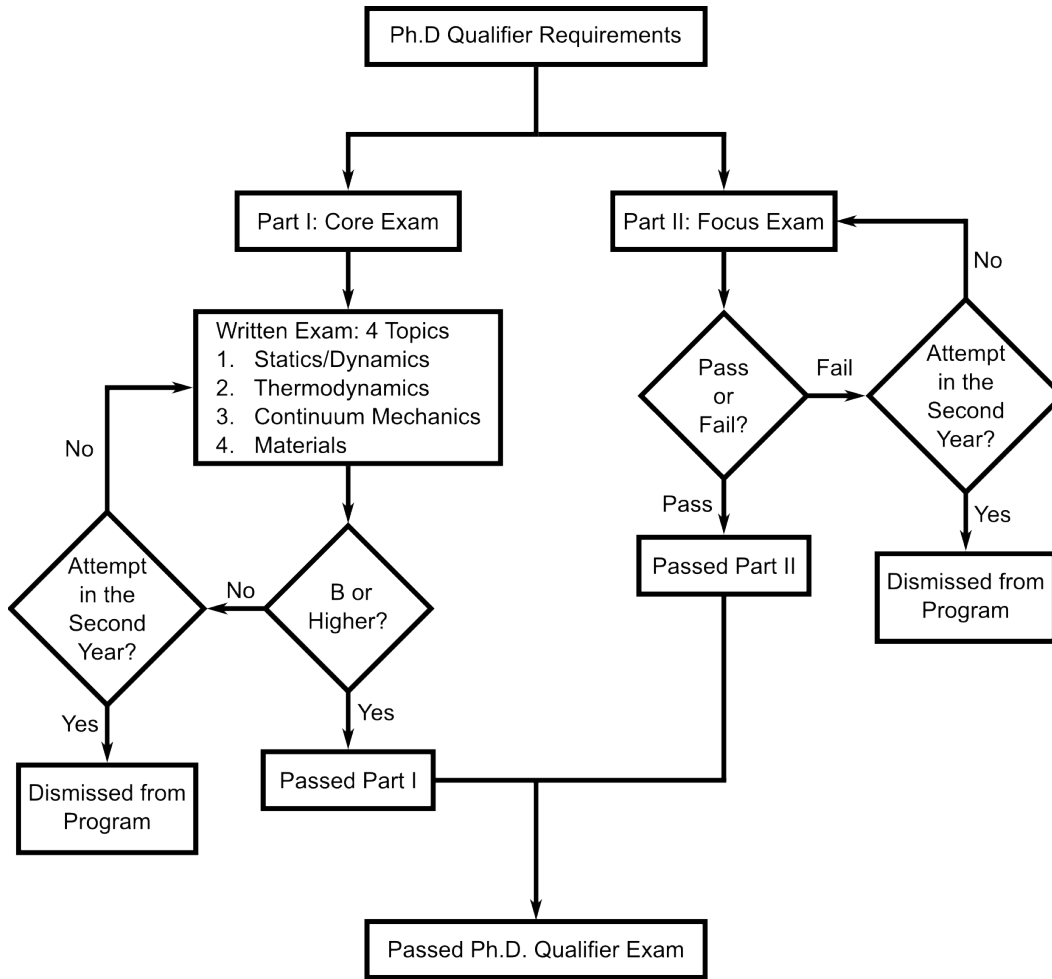 Ph.D Qualifier Requirements
Part I: Core Exam
Part II: Focus Exam
No
Written Exam: 4 Topics
1. Statics/Dynamics
2. Thermodynamics
3. Continuum Mechanics
4. Materials
Pass
or
Fail?
Fail
Attempt
in the
Second
Year?
No
Pass
Yes
Attempt
in the
Second
Year?
No
B or
Higher?
Passed Part II
Dismissed from
Program
Yes
Yes
Dismissed from
Program
Passed Part I
Passed Ph.D. Qualifier Exam